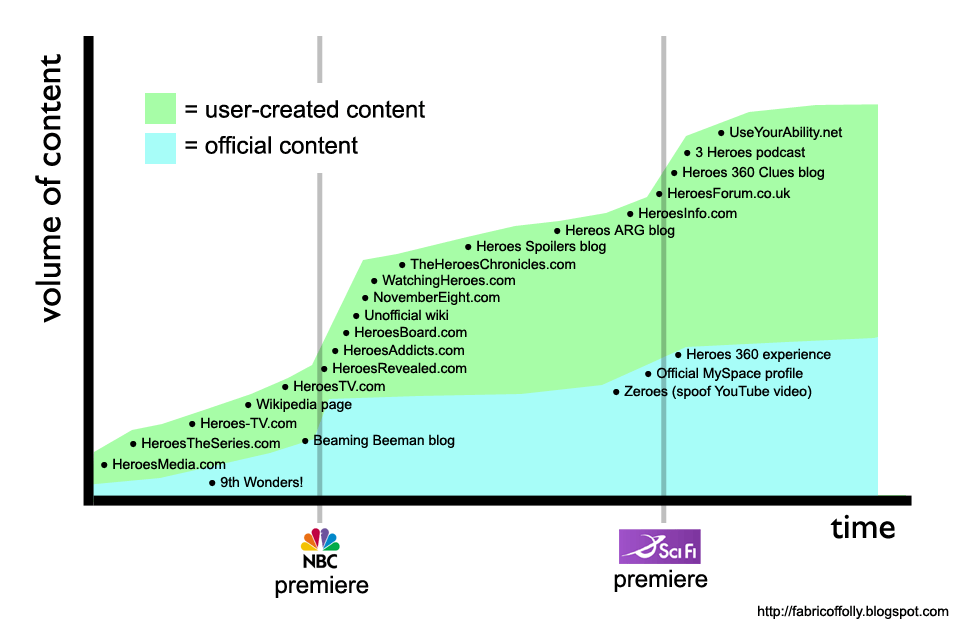 volume of content
= user-created content
= official content
UseYourAbility.net
3 Heroes podcast
Heroes 360 Clues blog
HeroesForum.co.uk
HeroesInfo.com
Hereos ARG blog
Heroes Spoilers blog
TheHeroesChronicles.com
WatchingHeroes.com
NovemberEight.com
Unofficial wiki
HeroesBoard.com
HeroesAddicts.com
HeroesRevealed.com
HeroesTV.com
Wikipedia page
Heroes-TV.com
HeroesTheSeries.com
HeroesMedia.com
Heroes 360 experience
Official MySpace profile
Zeroes (spoof YouTube video)
Beaming Beeman blog
9th Wonders!
time
NBC
premiere
SCI FI
premiere
http://fabricoffolly.blogspot.com